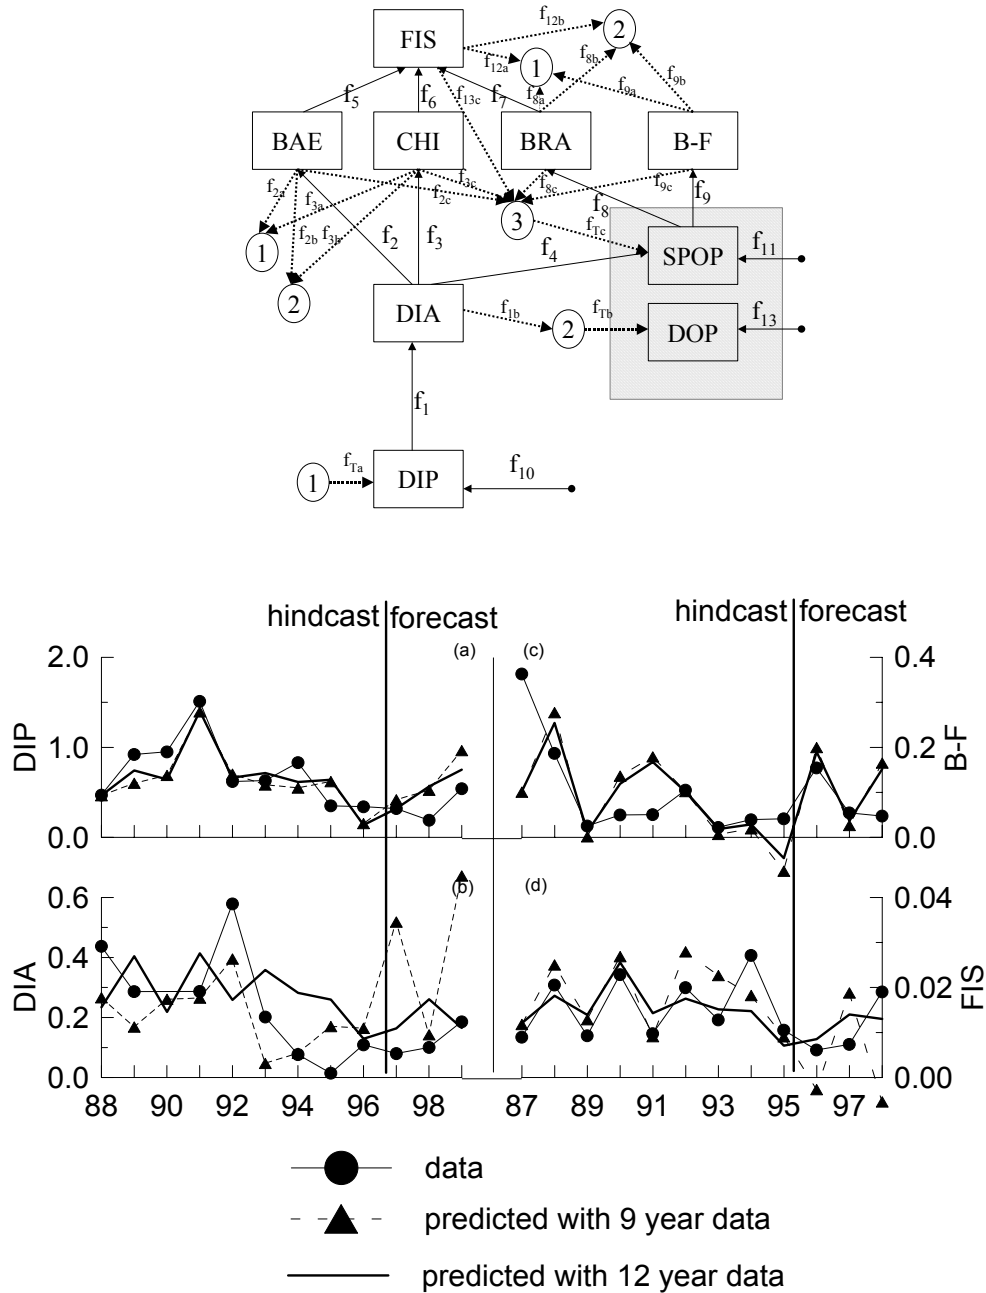 f12b
FIS
2
f12a
f8b
f9b
1
f5
f6
f13c
f7
f8a
f9a
BAE
CHI
BRA
B-F
f2a
f3a
f3c
f2c
f8c
f9c
f9
f8
3
fTc
f2b
f3b
f2
f3
f4
1
SPOP
f11
2
DIA
f1b
2
fTb
DOP
f13
f1
fTa
1
DIP
f10
hindcast forecast
hindcast forecast
2.0
(a)
(c)
0.4
DIP
1.0
0.2
B-F
0.0
0.0
0.6
(b)
(d)
0.04
DIA
0.4
0.2
0.02
FIS
0.0
0.00
88 90 92 94 96 98 87 89 91 93 95 97
data
predicted with 9 year data
predicted with 12 year data